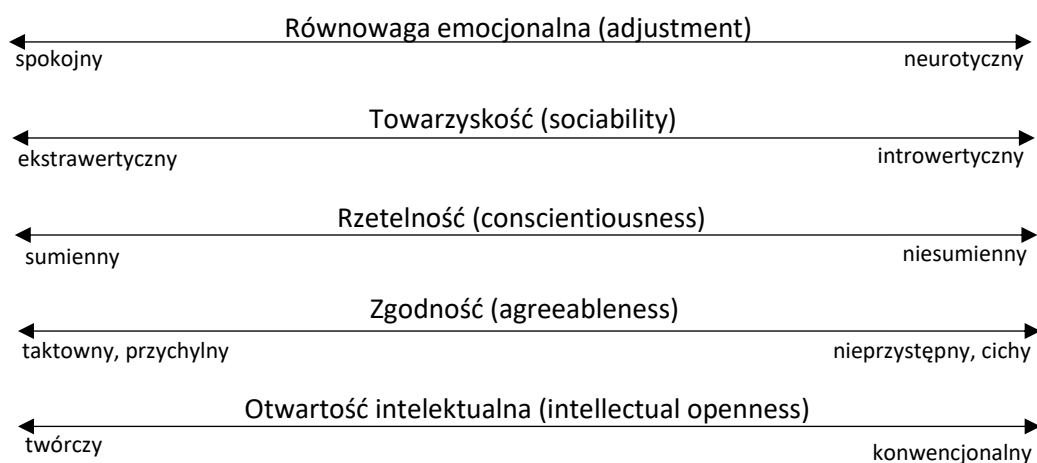 Równowaga emocjonalna (adjustment)
spokojny neurotyczny
Towarzyskość (sociability)
ekstrawertyczny introwertyczny
Rzetelność (conscientiousness)
sumienny niesumienny
Zgodność (agreeableness)
taktowny, przychylny nieprzystępny, cichy
Otwartość intelektualna (intellectual openness)
twórczy konwencjonalny